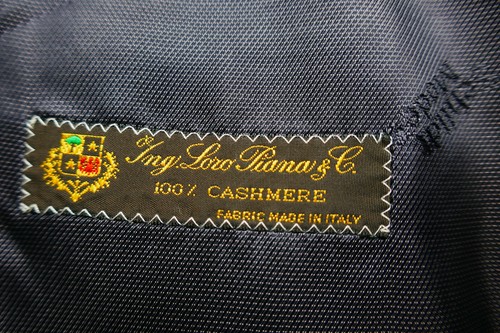 Ing. Loro Piana & C.
100% CASHMERE
FABRIC MADE IN ITALY